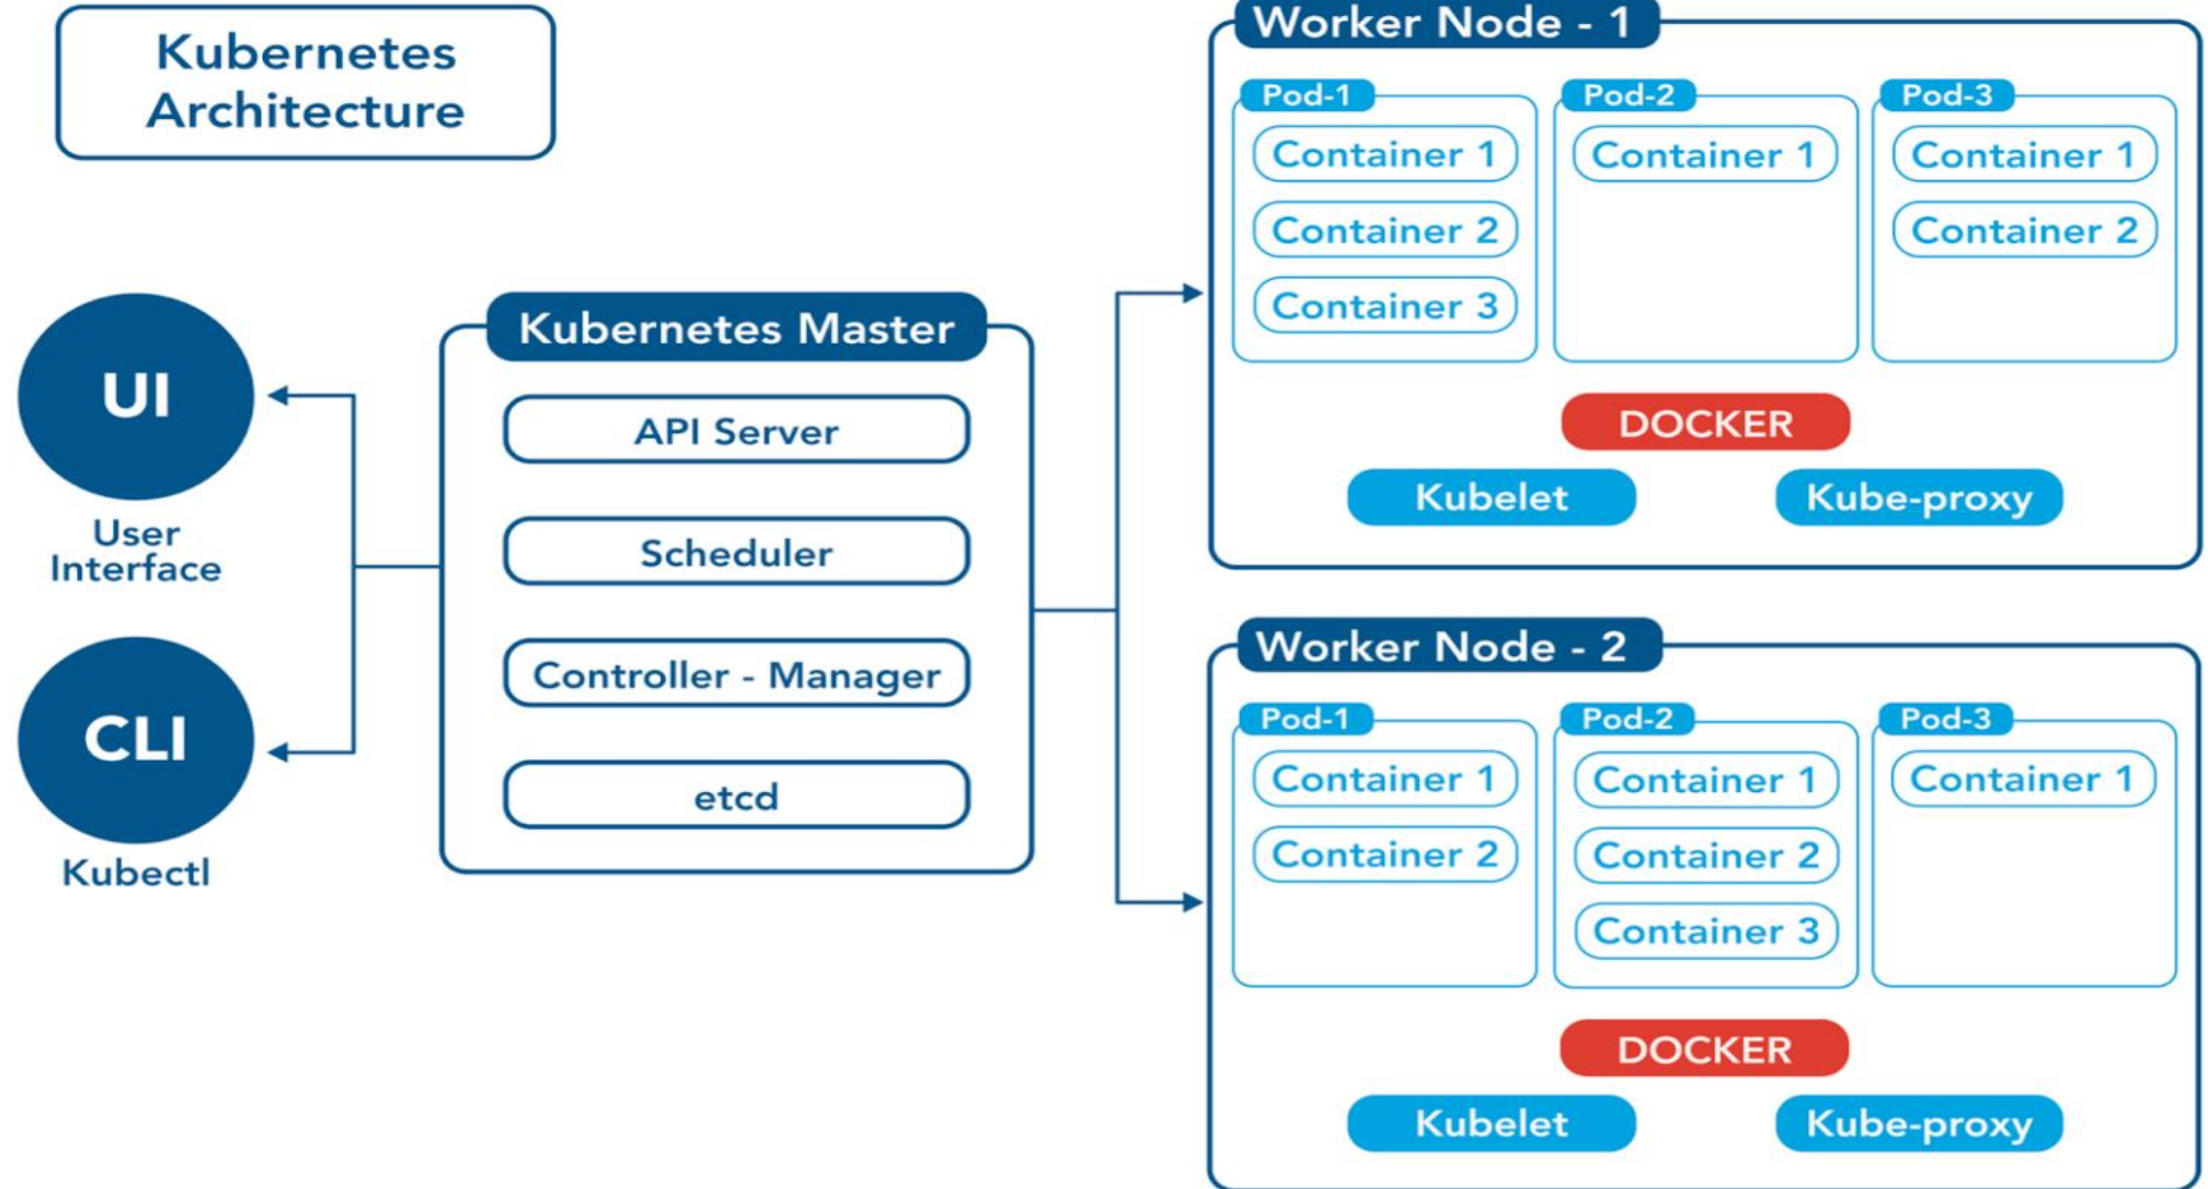 Kubernetes
Architecture
UI
User
Interface
CLI
Kubectl
Kubernetes Master
API Server
Scheduler
Controller - Manager
etcd
Worker Node - 1
Pod-1
Container 1
Container 2
Container 3
Pod-2
Container 1
Pod-3
Container 1
Container 2
DOCKER
Kubelet
Kube-proxy
Worker Node - 2
Pod-1
Container 1
Container 2
Pod-2
Container 1
Container 2
Container 3
Pod-3
Container 1
DOCKER
Kubelet
Kube-proxy